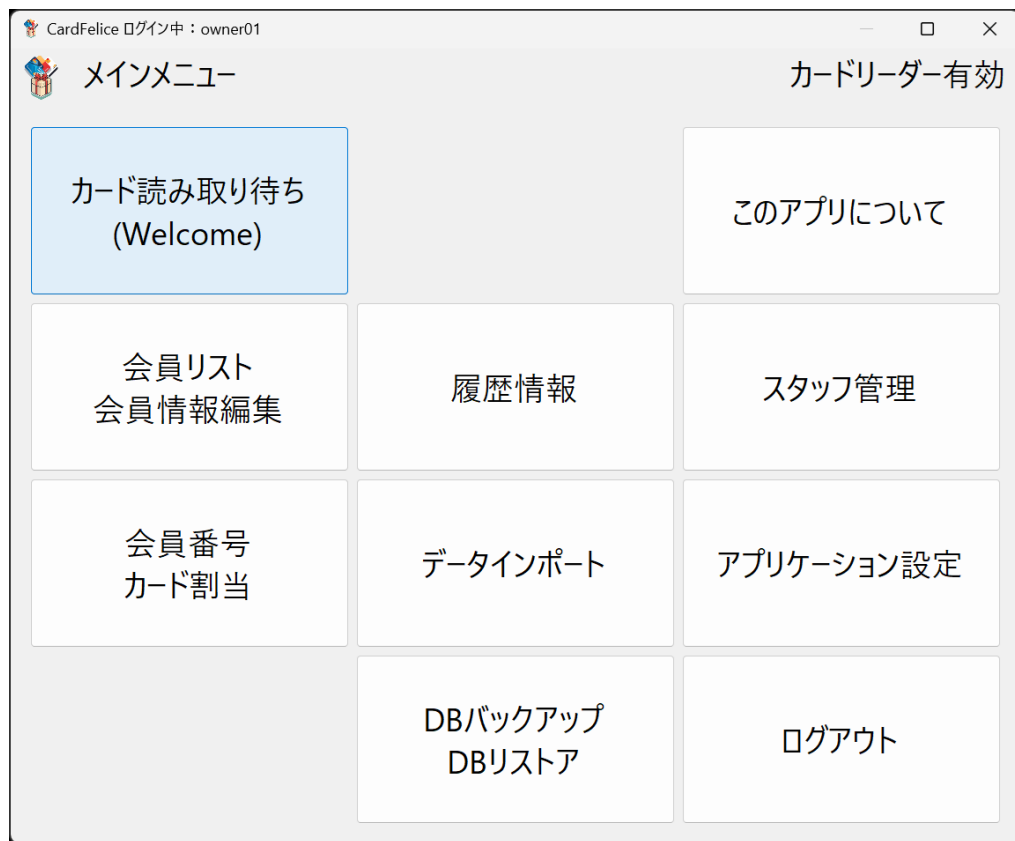 CardFelice ログイン中：owner01
メインメニュー
カードリーダー有効
カード読み取り待ち
(Welcome)
このアプリについて
会員リスト
会員情報編集
履歴情報
スタッフ管理
会員番号
カード割当
データインポート
アプリケーション設定
DBバックアップ
DBリストア
ログアウト